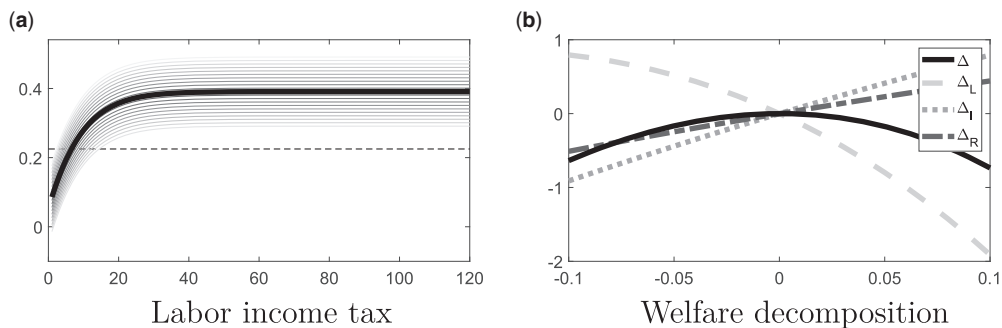 (a)
0.4
0.2
0
0 20 40 60 80 100 120
Labor income tax
(b)
1
0
-1
-2
-0.1 -0.05 0 0.05 0.1
Δ
Δ_L
Δ_I
Δ_R
Welfare decomposition